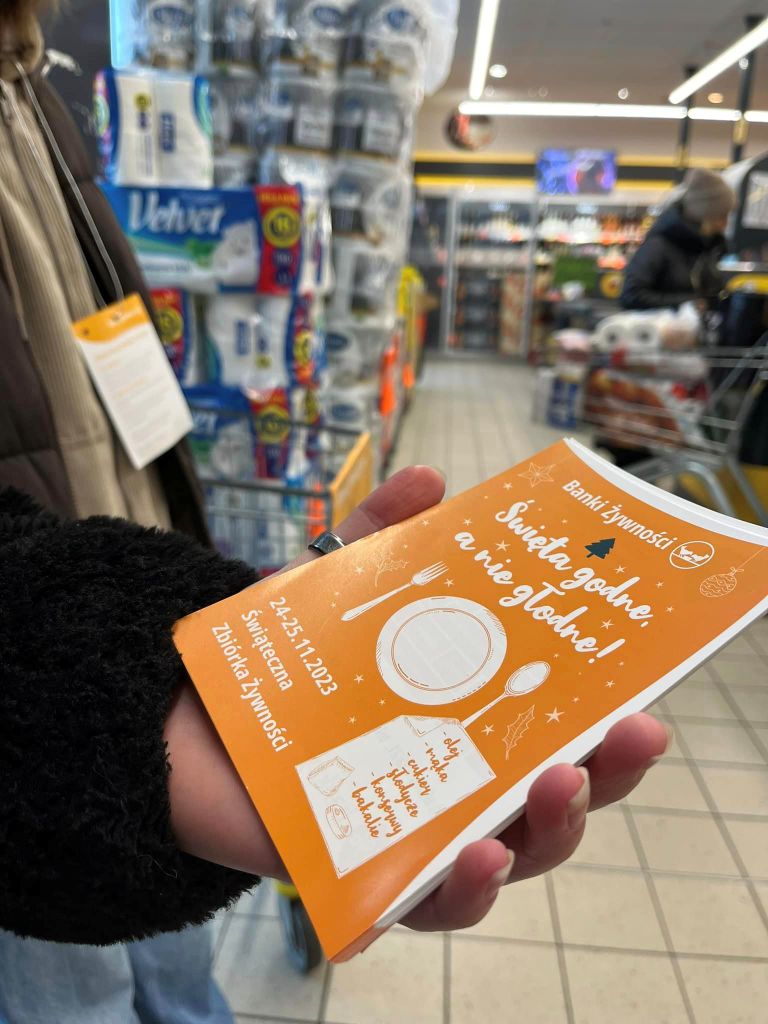 Velvet
Banki Żywności
Święta godne,
a nie głodne!
24-25.11.2023
Świąteczna
Zbiórka Żywności
- olej
- mąka
- cukier
- słodycze
- konserwy
- bakalie